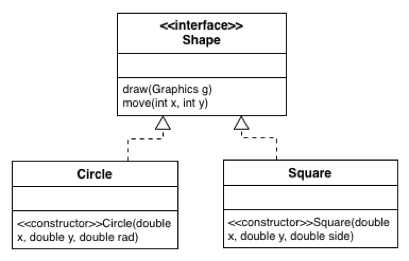 <<interface>>
Shape
draw(Graphics g)
move(int x, int y)
Circle
<<constructor>>Circle(double
x, double y, double rad)
Square
<<constructor>>Square(double
x, double y, double side)